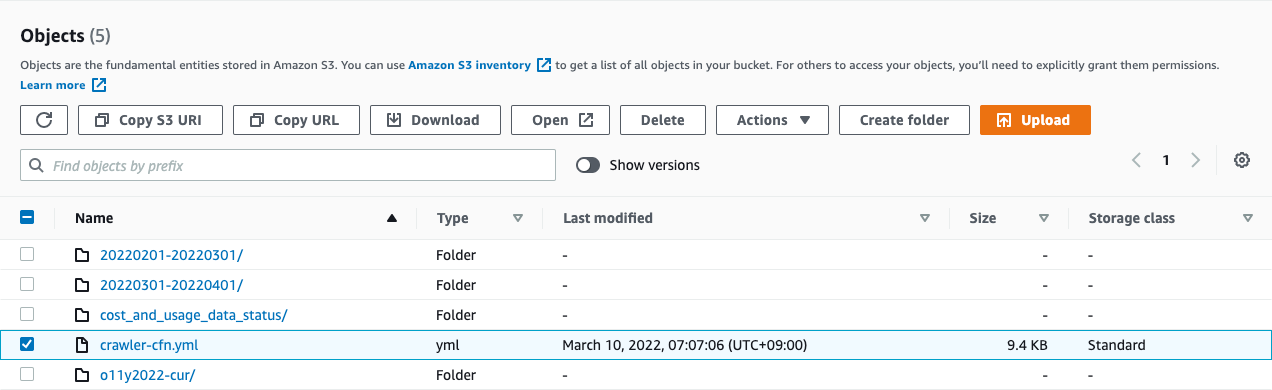 Objects (5)
Objects are the fundamental entities stored in Amazon S3. You can use Amazon S3 inventory to get a list of all objects in your bucket. For others to access your objects, you'll need to explicitly grant them permissions.
Learn more
Copy S3 URI Copy URL Download Open Delete Actions Create folder Upload
Find objects by prefix Show versions 1
Name Type Last modified Size Storage class
20220201-20220301/ Folder - - -
20220301-20220401/ Folder - - -
cost_and_usage_data_status/ Folder - - -
crawler-cfn.yml yml March 10, 2022, 07:07:06 (UTC+09:00) 9.4 KB Standard
o11y2022-cur/ Folder - - -